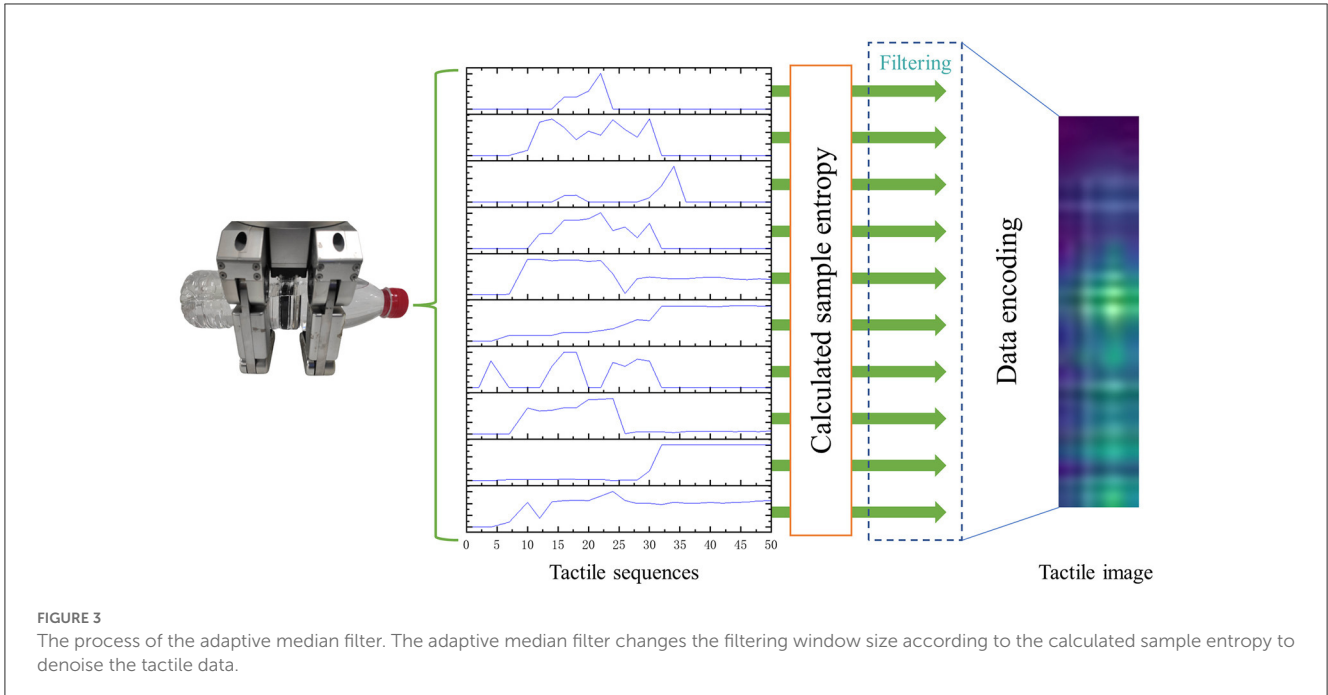 Filtering
Calculated sample entropy
Data encoding
0 5 10 15 20 25 30 35 40 45 50
Tactile sequences
Tactile image
FIGURE 3
The process of the adaptive median filter. The adaptive median filter changes the filtering window size according to the calculated sample entropy to
denoise the tactile data.